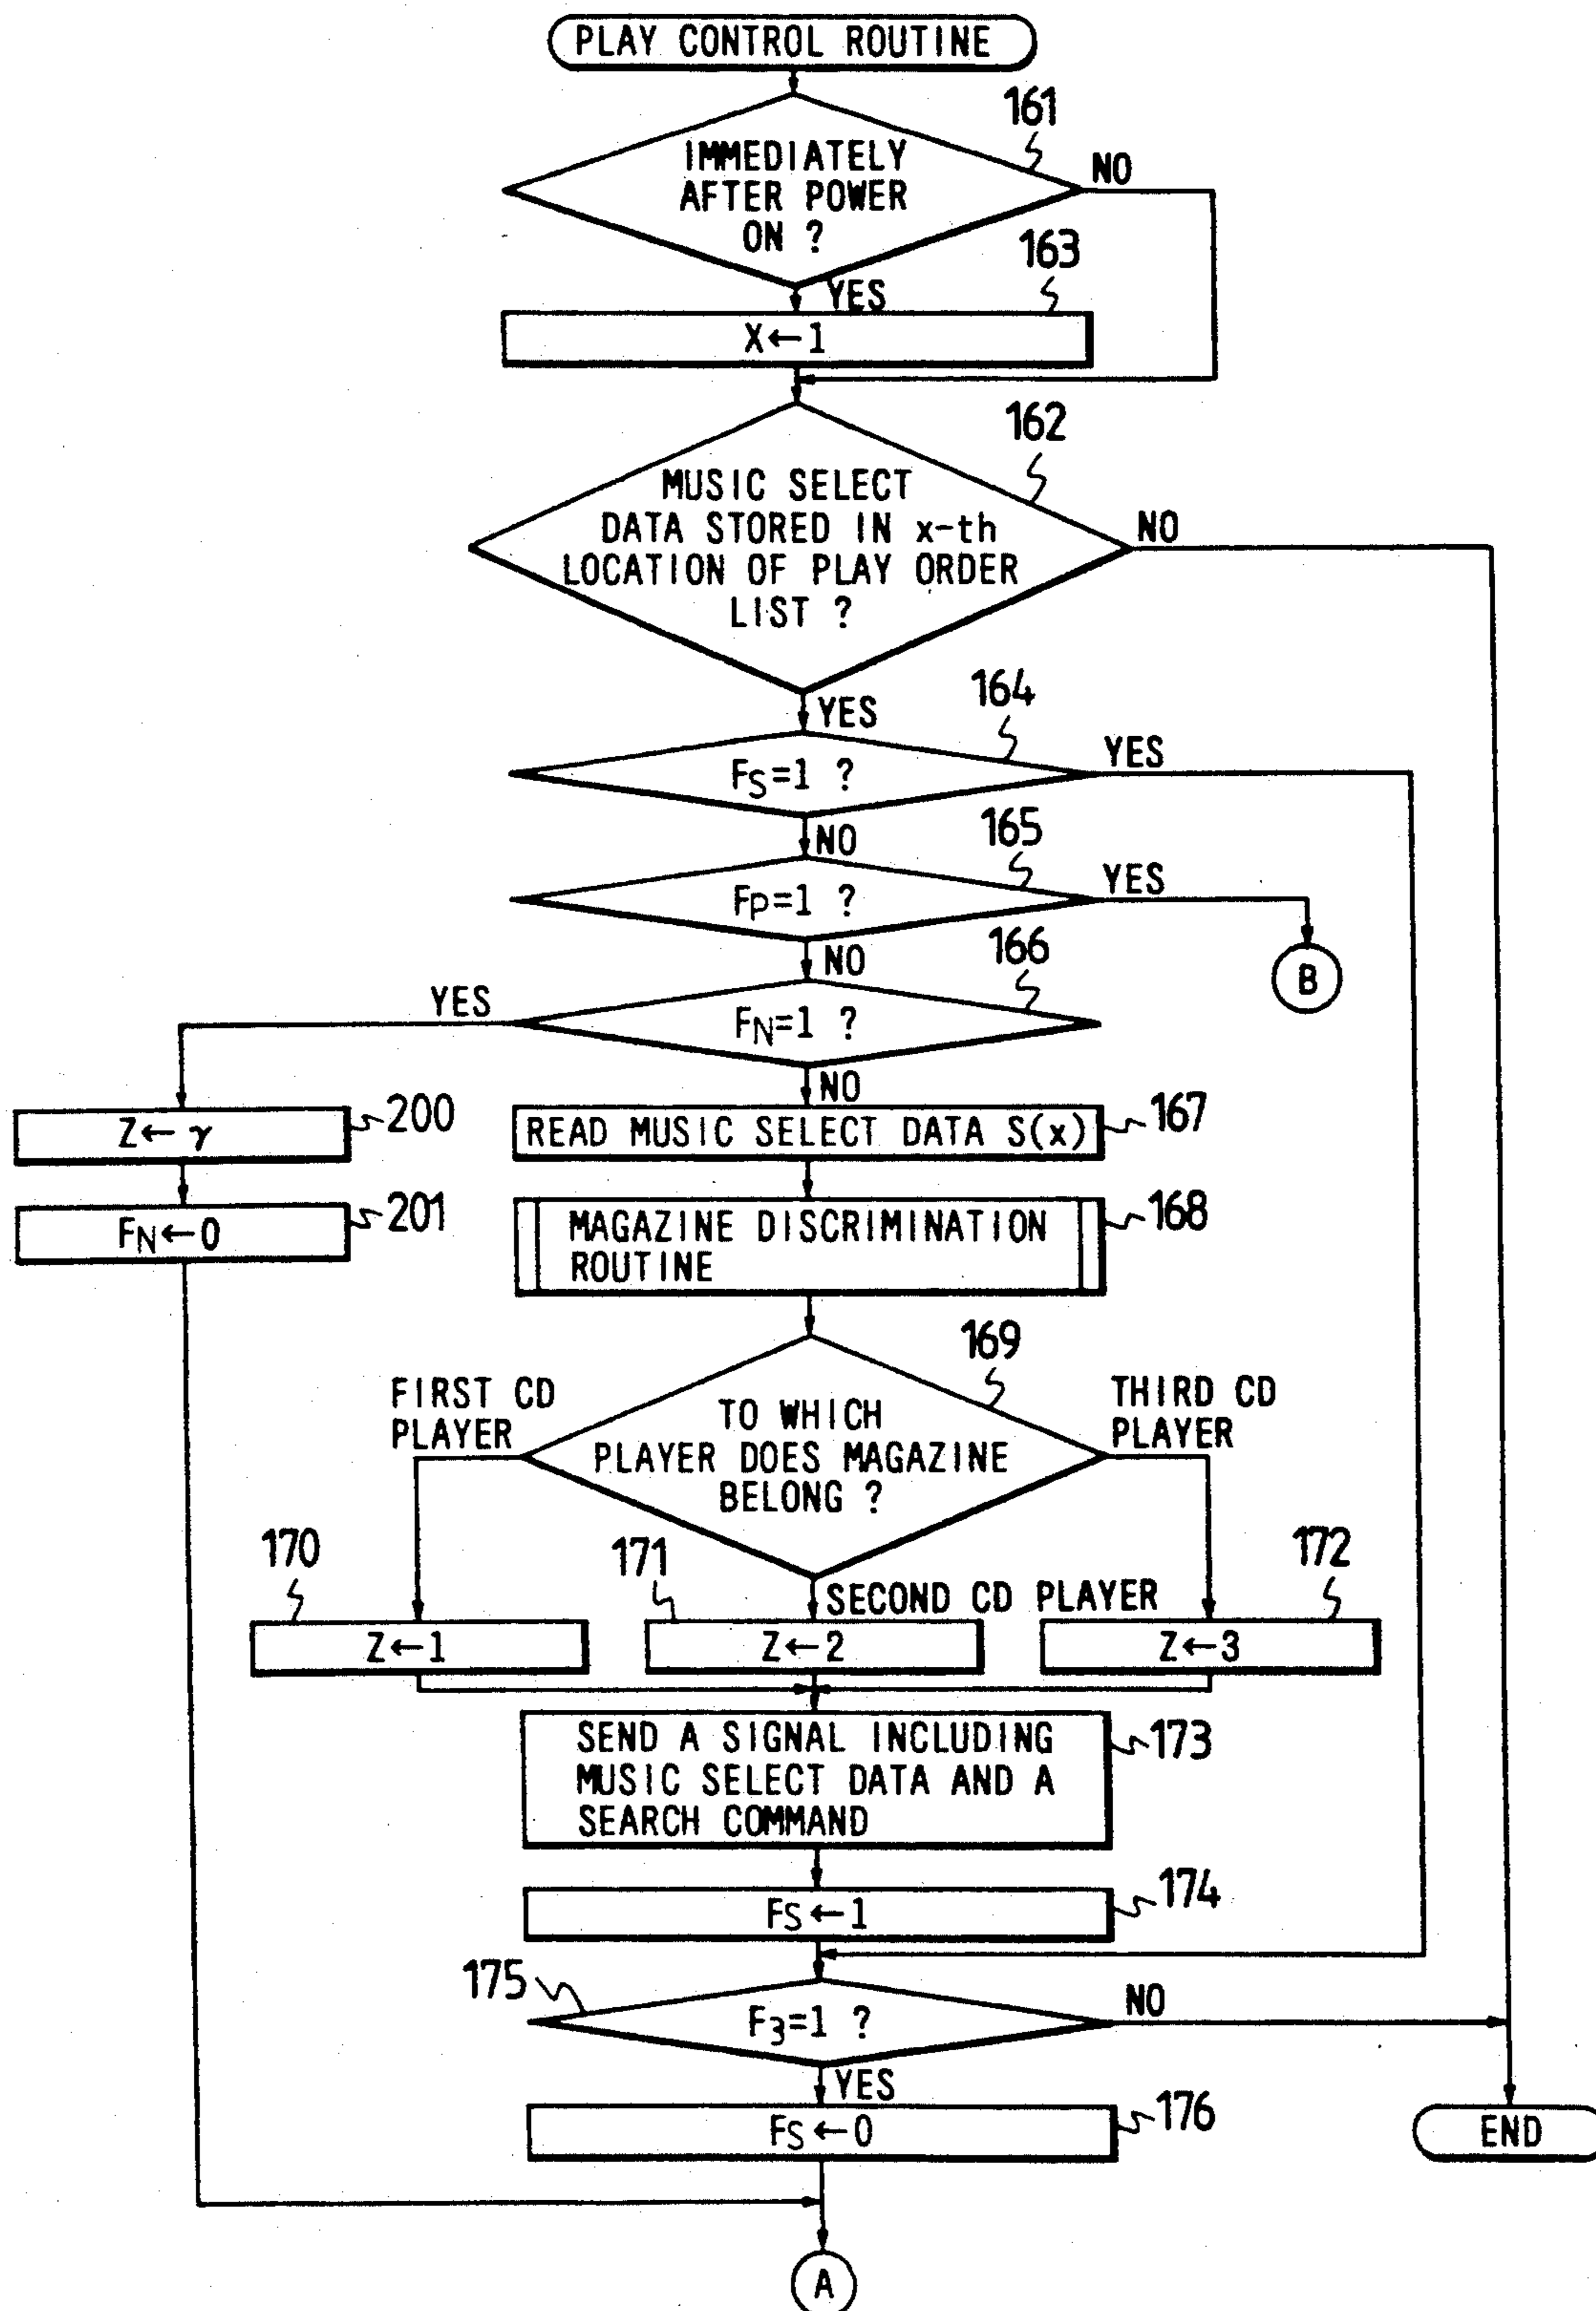 PLAY CONTROL ROUTINE
161
IMMEDIATELY
AFTER POWER
ON ?
NO
163
YES
X←1
162
MUSIC SELECT
DATA STORED IN x-th
LOCATION OF PLAY ORDER
LIST ?
NO
YES
164
FS=1 ?
YES
NO
165
FP=1 ?
YES
B
NO
166
YES
FN=1 ?
NO
Z←γ
200
READ MUSIC SELECT DATA S(x)
167
FN←0
201
MAGAZINE DISCRIMINATION
ROUTINE
168
169
FIRST CD
PLAYER
TO WHICH
PLAYER DOES MAGAZINE
BELONG ?
THIRD CD
PLAYER
170
171
SECOND CD PLAYER
172
Z←1
Z←2
Z←3
SEND A SIGNAL INCLUDING
MUSIC SELECT DATA AND A
SEARCH COMMAND
173
FS←1
174
175
F3=1 ?
NO
YES
FS←0
176
END
A